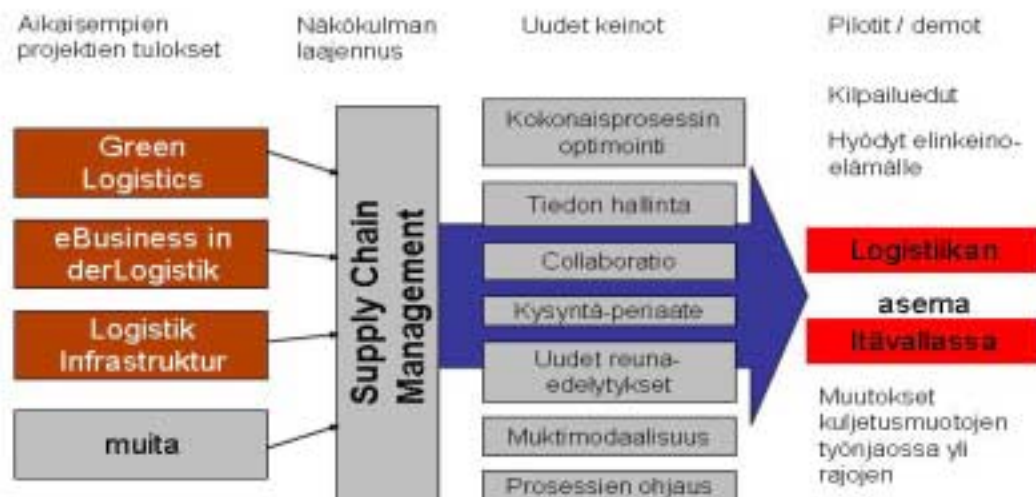 Aikaisempien
projektien tulokset
Näkökulman
laajennus
Uudet keinot
Pilotit / demot
Green
Logistics
eBusiness in
derLogistik
Logistik
Infrastruktur
muita
Supply Chain
Management
Kokonaisprosessin
optimointi
Tiedon hallinta
Collaboratio
Kysyntä-periaate
Uudet reuna-
edelytykset
Muktimodaalisuus
Prosessien ohjaus
Kilpailuedut
Hyödyt elinkeino-
elämälle
Logistiikan
asema
Itävallassa
Muutokset
kuljetusmuotojen
työnjaossa yli
rajojen